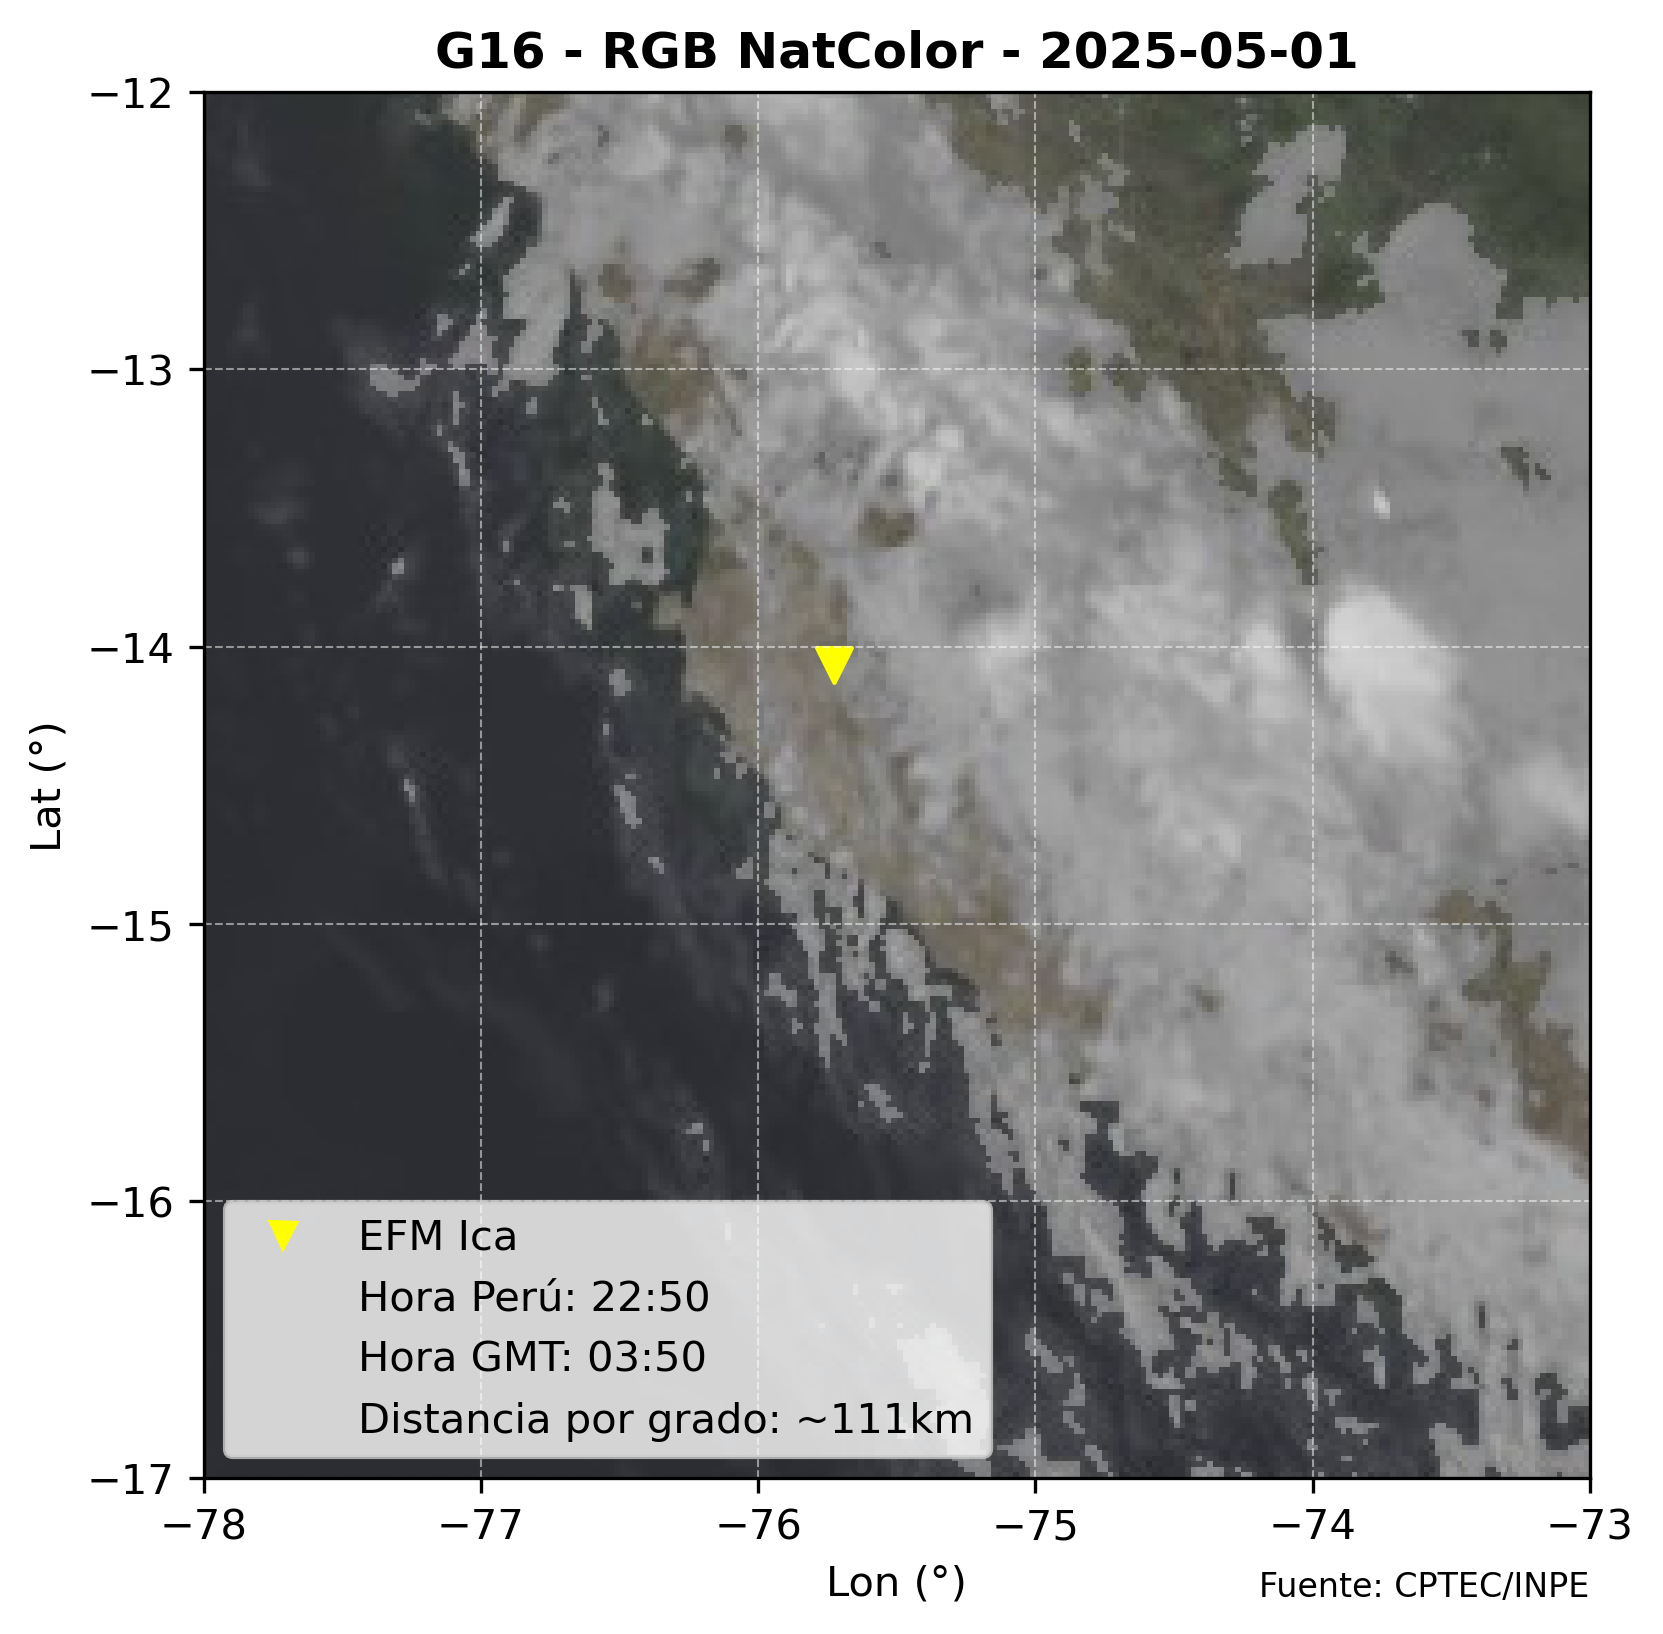 G16 - RGB NatColor - 2025-05-01
−12
−13
−14
−15
−16
−17
Lat (°)
EFM Ica
Hora Perú: 22:50
Hora GMT: 03:50
Distancia por grado: ~111km
−78 −77 −76 −75 −74 −73
Lon (°)
Fuente: CPTEC/INPE